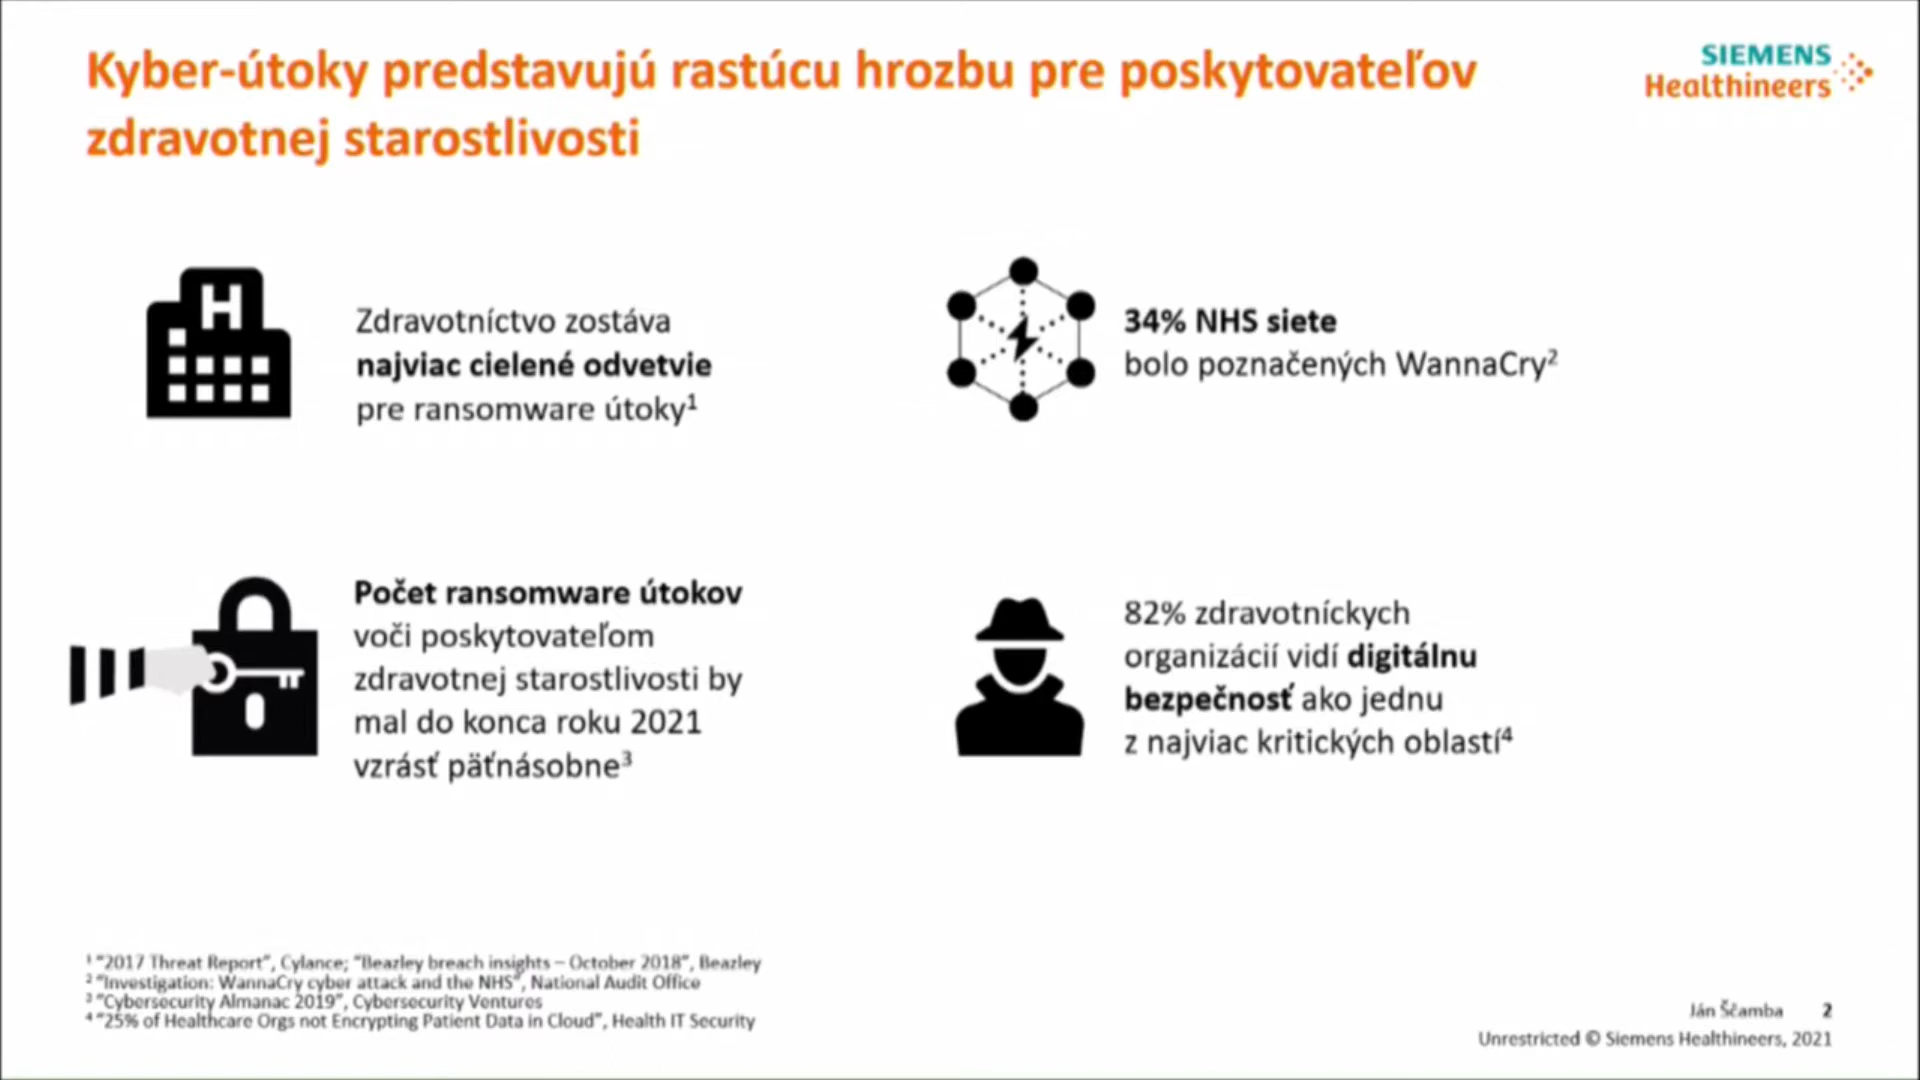 Kyber-útoky predstavujú rastúcu hrozbu pre poskytovateľov
zdravotnej starostlivosti
SIEMENS
Healthineers
H
Zdravotníctvo zostáva
najviac cielené odvetvie
pre ransomware útoky¹
34% NHS siete
bolo poznačených WannaCry²
Počet ransomware útokov
voči poskytovateľom
zdravotnej starostlivosti by
mal do konca roku 2021
vzrásť päťnásobne³
82% zdravotníckych
organizácií vidí digitálnu
bezpečnosť ako jednu
z najviac kritických oblastí⁴
¹ "2017 Threat Report", Cylance; "Beazley breach insights – October 2018", Beazley
² "Investigation: WannaCry cyber attack and the NHS", National Audit Office
³ "Cybersecurity Almanac 2019", Cybersecurity Ventures
⁴ "25% of Healthcare Orgs not Encrypting Patient Data in Cloud", Health IT Security
Ján Ščamba 2
Unrestricted © Siemens Healthineers, 2021